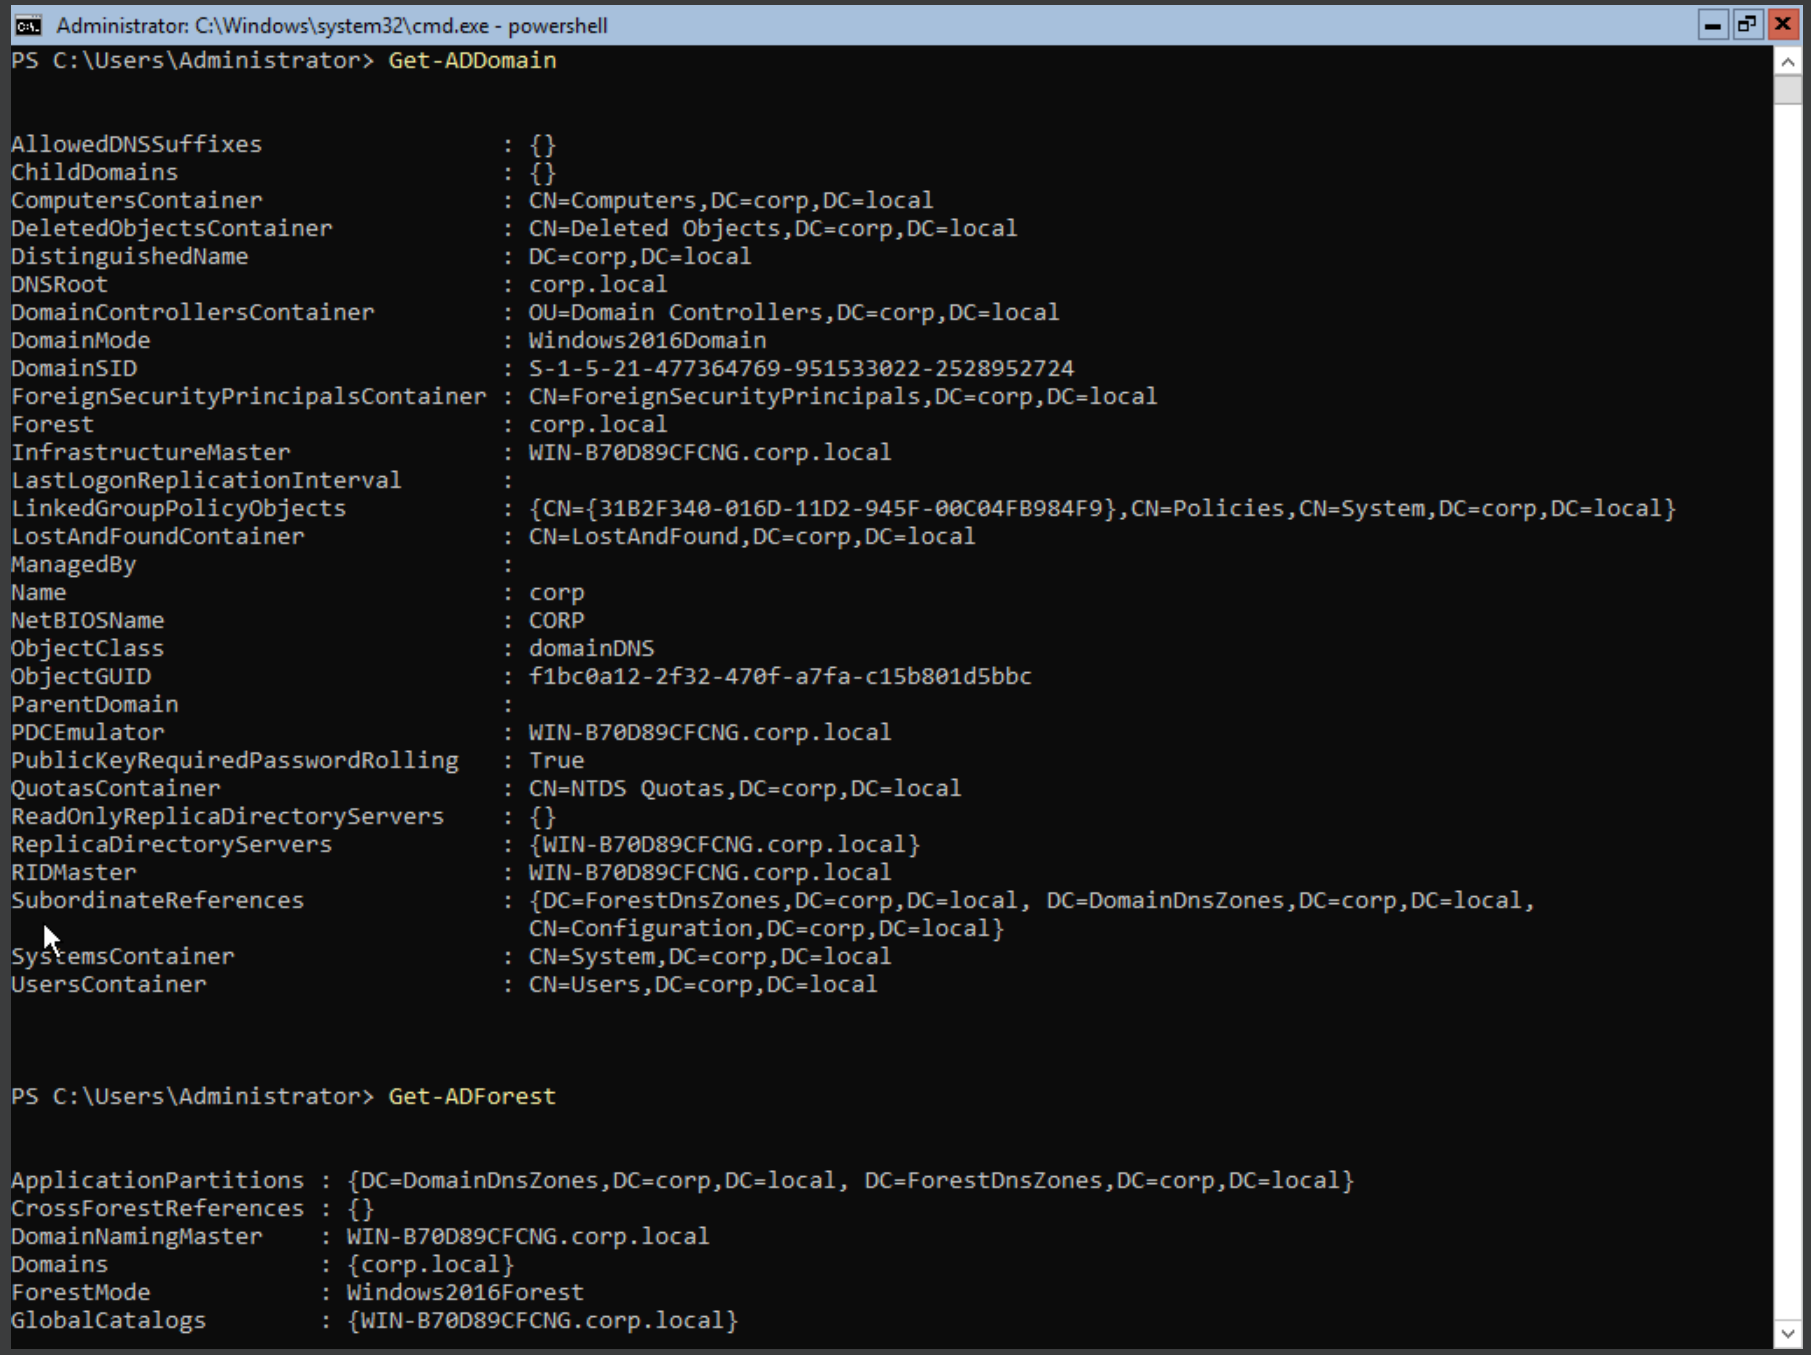 Administrator: C:\Windows\system32\cmd.exe - powershell
PS C:\Users\Administrator> Get-ADDomain
AllowedDNSSuffixes : {}
ChildDomains : {}
ComputersContainer : CN=Computers,DC=corp,DC=local
DeletedObjectsContainer : CN=Deleted Objects,DC=corp,DC=local
DistinguishedName : DC=corp,DC=local
DNSRoot : corp.local
DomainControllersContainer : OU=Domain Controllers,DC=corp,DC=local
DomainMode : Windows2016Domain
DomainSID : S-1-5-21-477364769-951533022-2528952724
ForeignSecurityPrincipalsContainer : CN=ForeignSecurityPrincipals,DC=corp,DC=local
Forest : corp.local
InfrastructureMaster : WIN-B70D89CFCNG.corp.local
LastLogonReplicationInterval :
LinkedGroupPolicyObjects : {CN={31B2F340-016D-11D2-945F-00C04FB984F9},CN=Policies,CN=System,DC=corp,DC=local}
LostAndFoundContainer : CN=LostAndFound,DC=corp,DC=local
ManagedBy :
Name : corp
NetBIOSName : CORP
ObjectClass : domainDNS
ObjectGUID : f1bc0a12-2f32-470f-a7fa-c15b801d5bbc
ParentDomain :
PDCEmulator : WIN-B70D89CFCNG.corp.local
PublicKeyRequiredPasswordRolling : True
QuotasContainer : CN=NTDS Quotas,DC=corp,DC=local
ReadOnlyReplicaDirectoryServers : {}
ReplicaDirectoryServers : {WIN-B70D89CFCNG.corp.local}
RIDMaster : WIN-B70D89CFCNG.corp.local
SubordinateReferences : {DC=ForestDnsZones,DC=corp,DC=local, DC=DomainDnsZones,DC=corp,DC=local,
CN=Configuration,DC=corp,DC=local}
SystemsContainer : CN=System,DC=corp,DC=local
UsersContainer : CN=Users,DC=corp,DC=local
PS C:\Users\Administrator> Get-ADForest
ApplicationPartitions : {DC=DomainDnsZones,DC=corp,DC=local, DC=ForestDnsZones,DC=corp,DC=local}
CrossForestReferences : {}
DomainNamingMaster : WIN-B70D89CFCNG.corp.local
Domains : {corp.local}
ForestMode : Windows2016Forest
GlobalCatalogs : {WIN-B70D89CFCNG.corp.local}